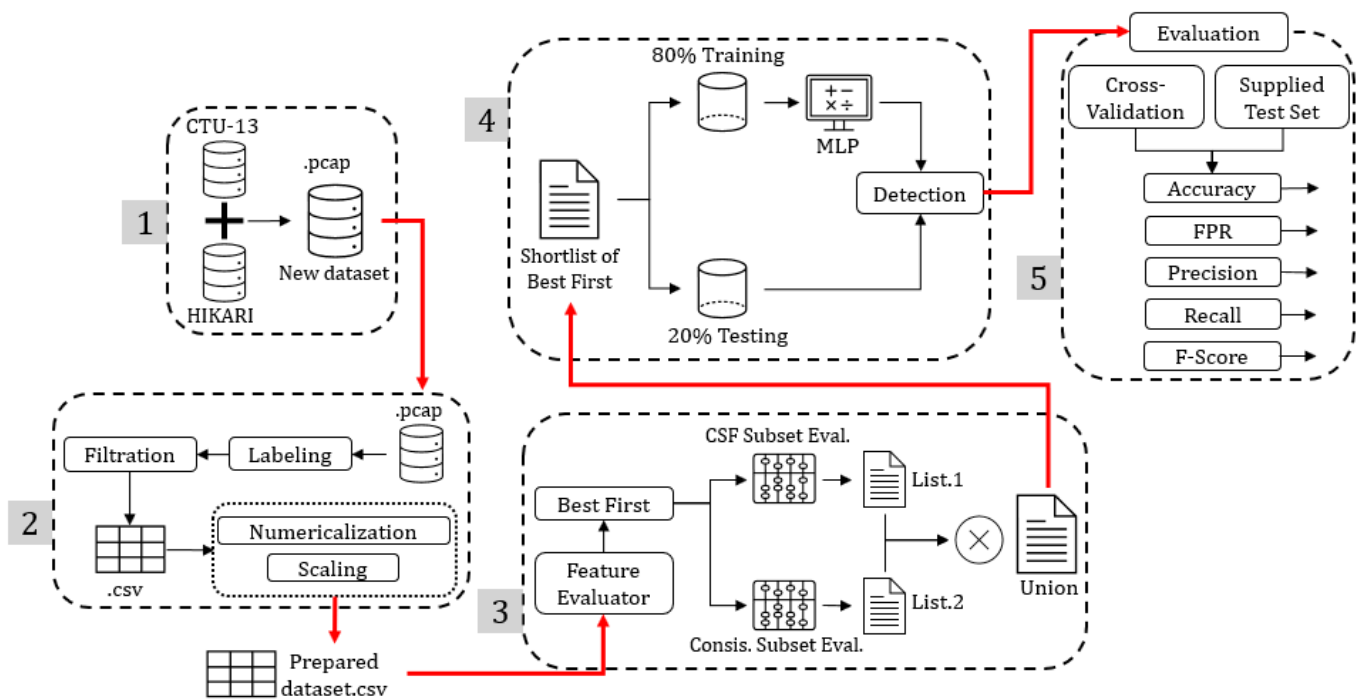 1
CTU-13
.pcap
New dataset
HIKARI
2
.pcap
Labeling
Filtration
.csv
Numericalization
Scaling
Prepared
dataset.csv
3
Feature
Evaluator
Best First
CSF Subset Eval.
List.1
Consis. Subset Eval.
List.2
Union
4
Shortlist of
Best First
80% Training
+ −
× ÷
MLP
20% Testing
Detection
5
Evaluation
Cross-
Validation
Supplied
Test Set
Accuracy
FPR
Precision
Recall
F-Score